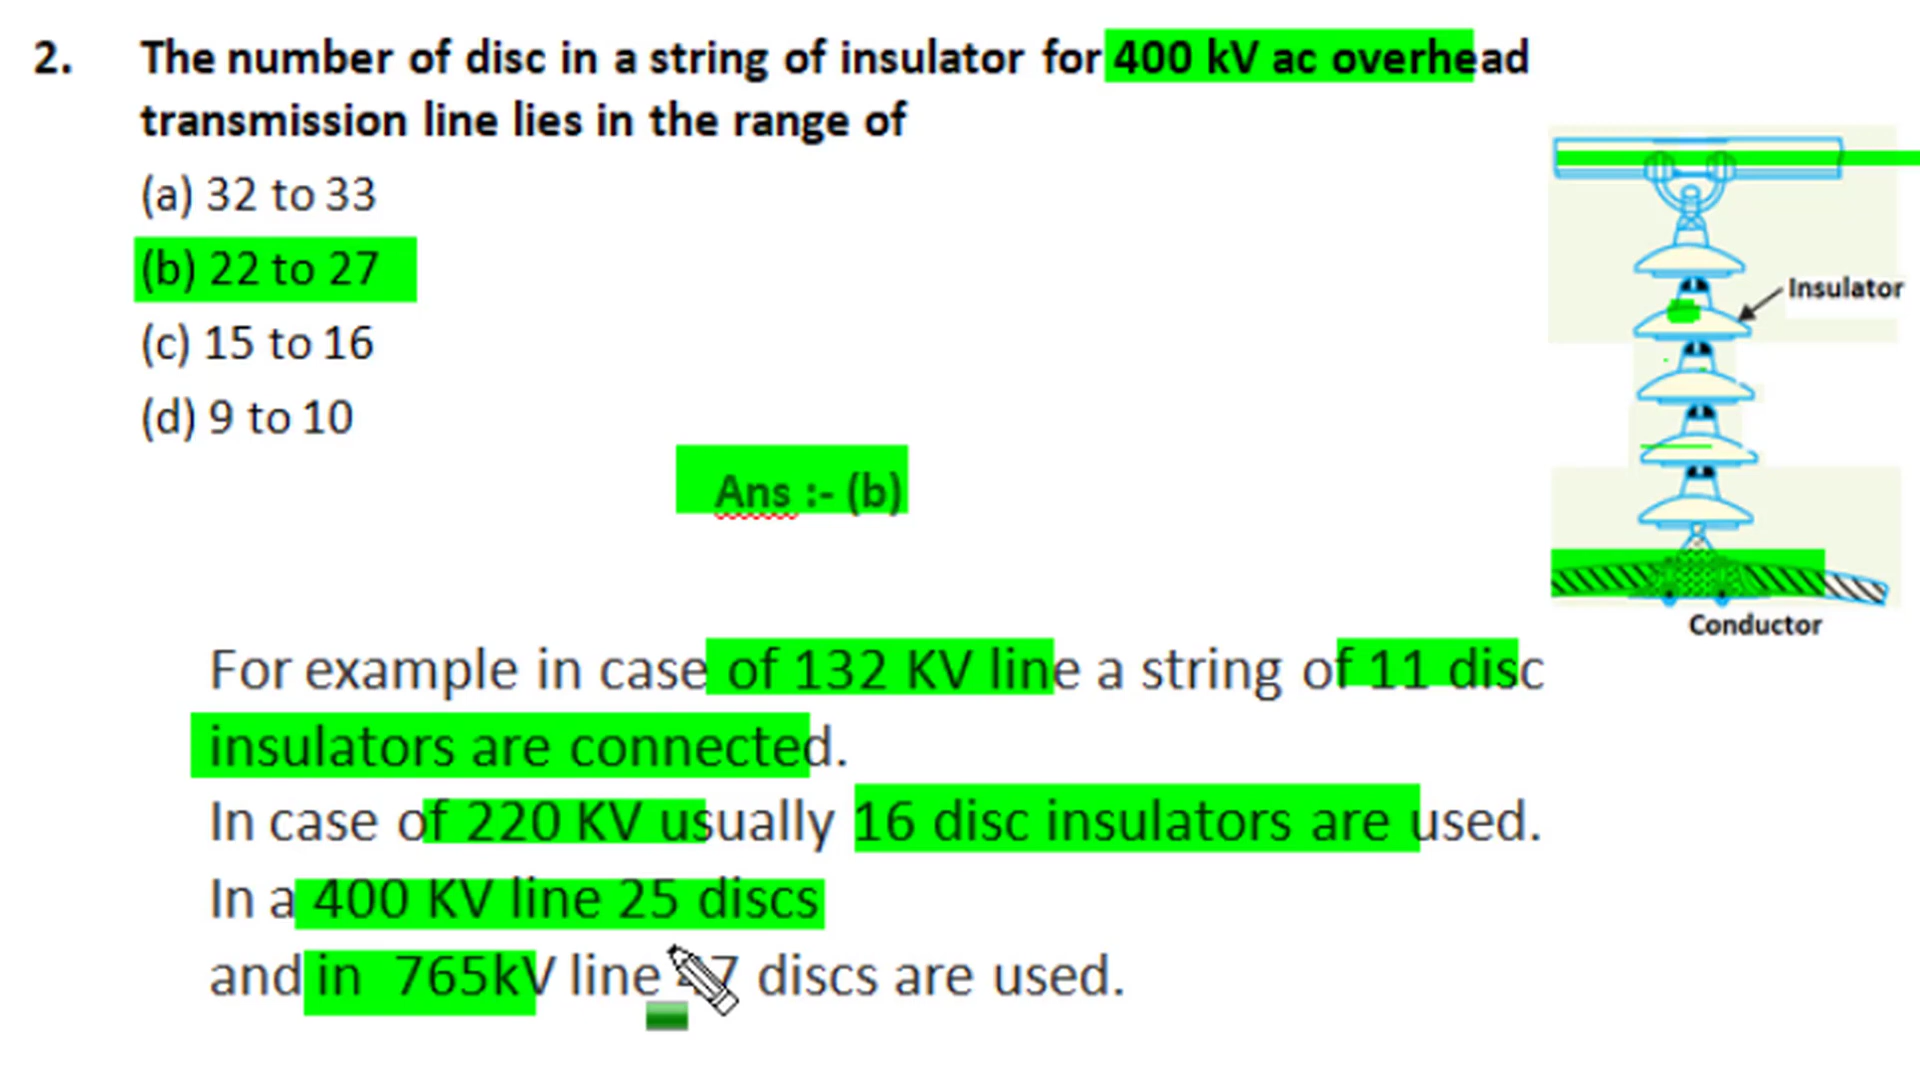 2. The number of disc in a string of insulator for 400 kV ac overhead
transmission line lies in the range of
(a) 32 to 33
(b) 22 to 27
(c) 15 to 16
(d) 9 to 10
Insulator
Ans :- (b)
Conductor
For example in case of 132 KV line a string of 11 disc
insulators are connected.
In case of 220 KV usually 16 disc insulators are used.
In a 400 KV line 25 discs
and in 765kV line discs are used.